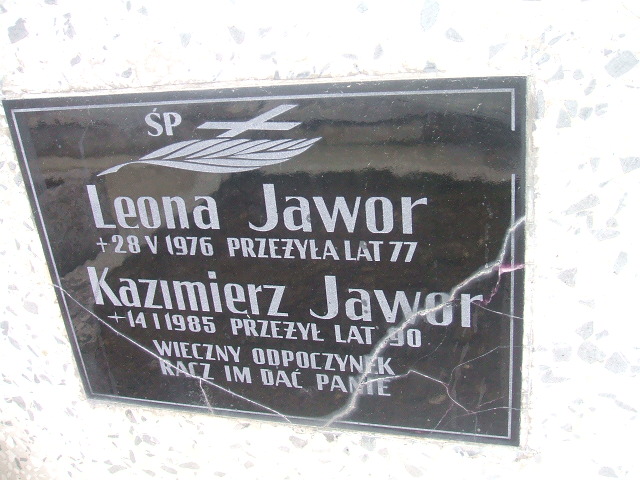 ŚP
Leona Jawor
+28 V 1976 PRZEŻYŁA LAT 77
Kazimierz Jawor
+14 I 1985 PRZEŻYŁ LAT 90
WIECZNY ODPOCZYNEK
RACZ IM DAĆ PANIE